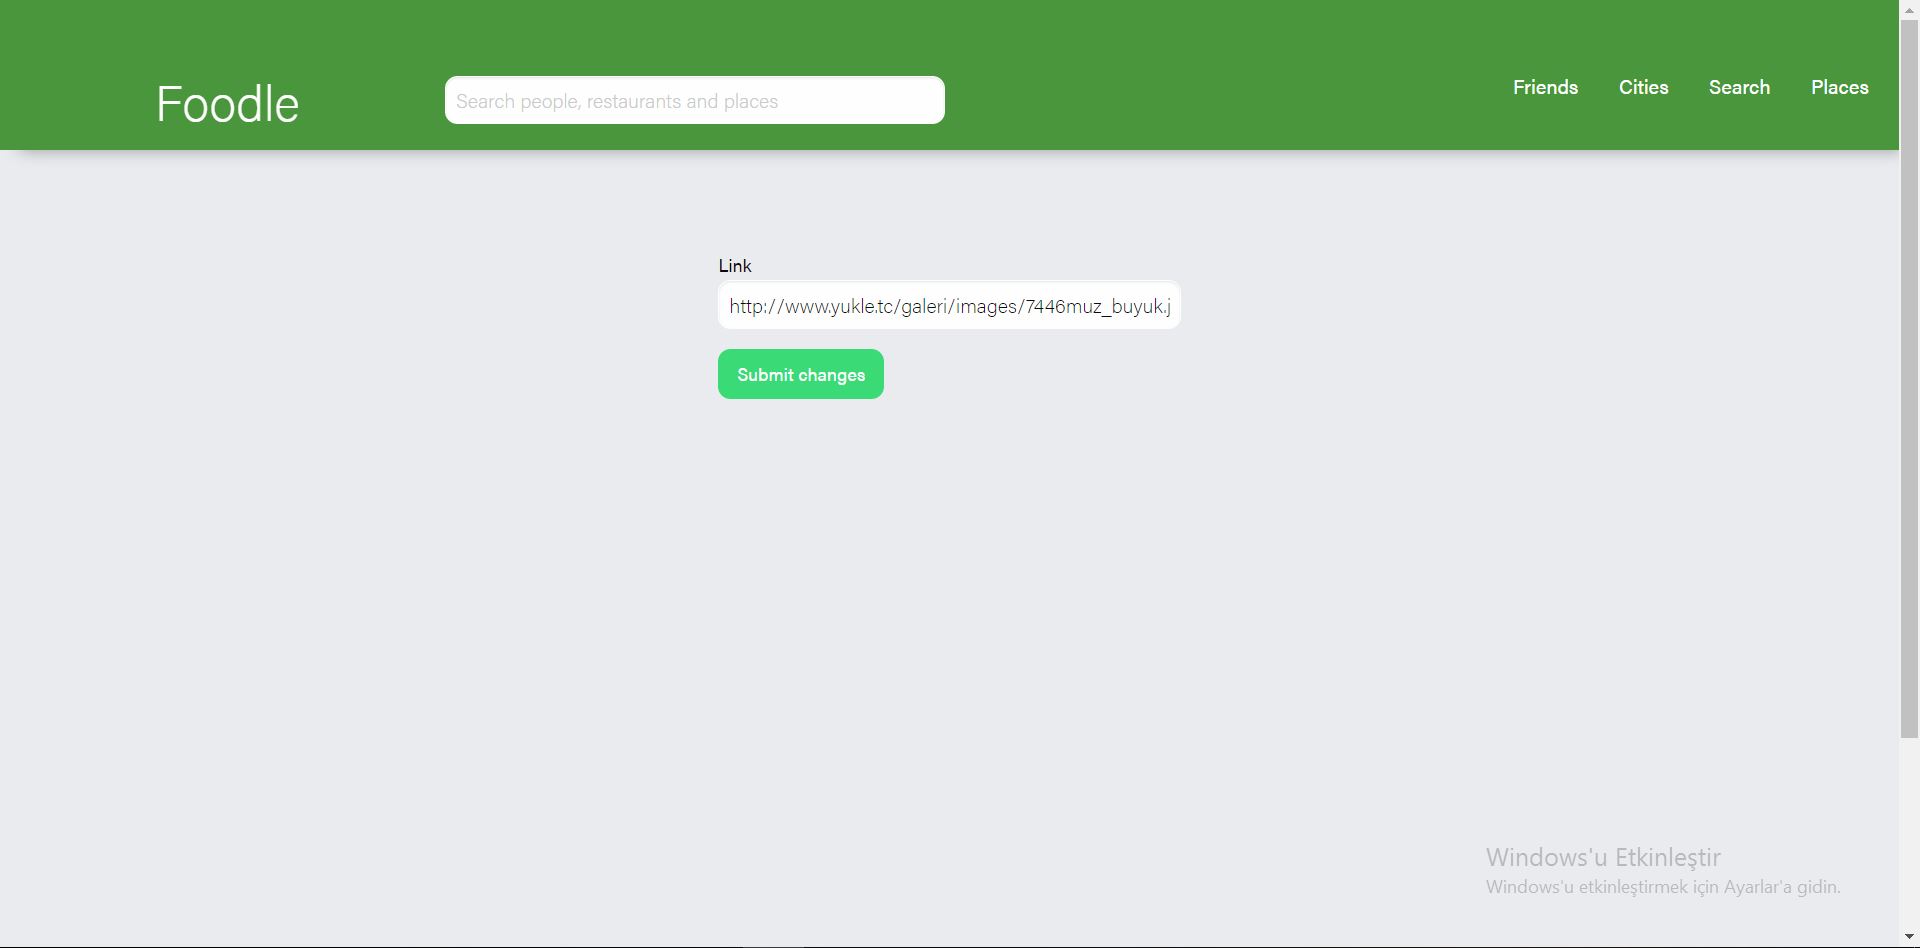 Foodle
Search people, restaurants and places
Friends
Cities
Search
Places
Link
http://www.yukle.tc/galeri/images/7446muz_buyuk.j
Submit changes
Windows'u Etkinleştir
Windows'u etkinleştirmek için Ayarlar'a gidin.